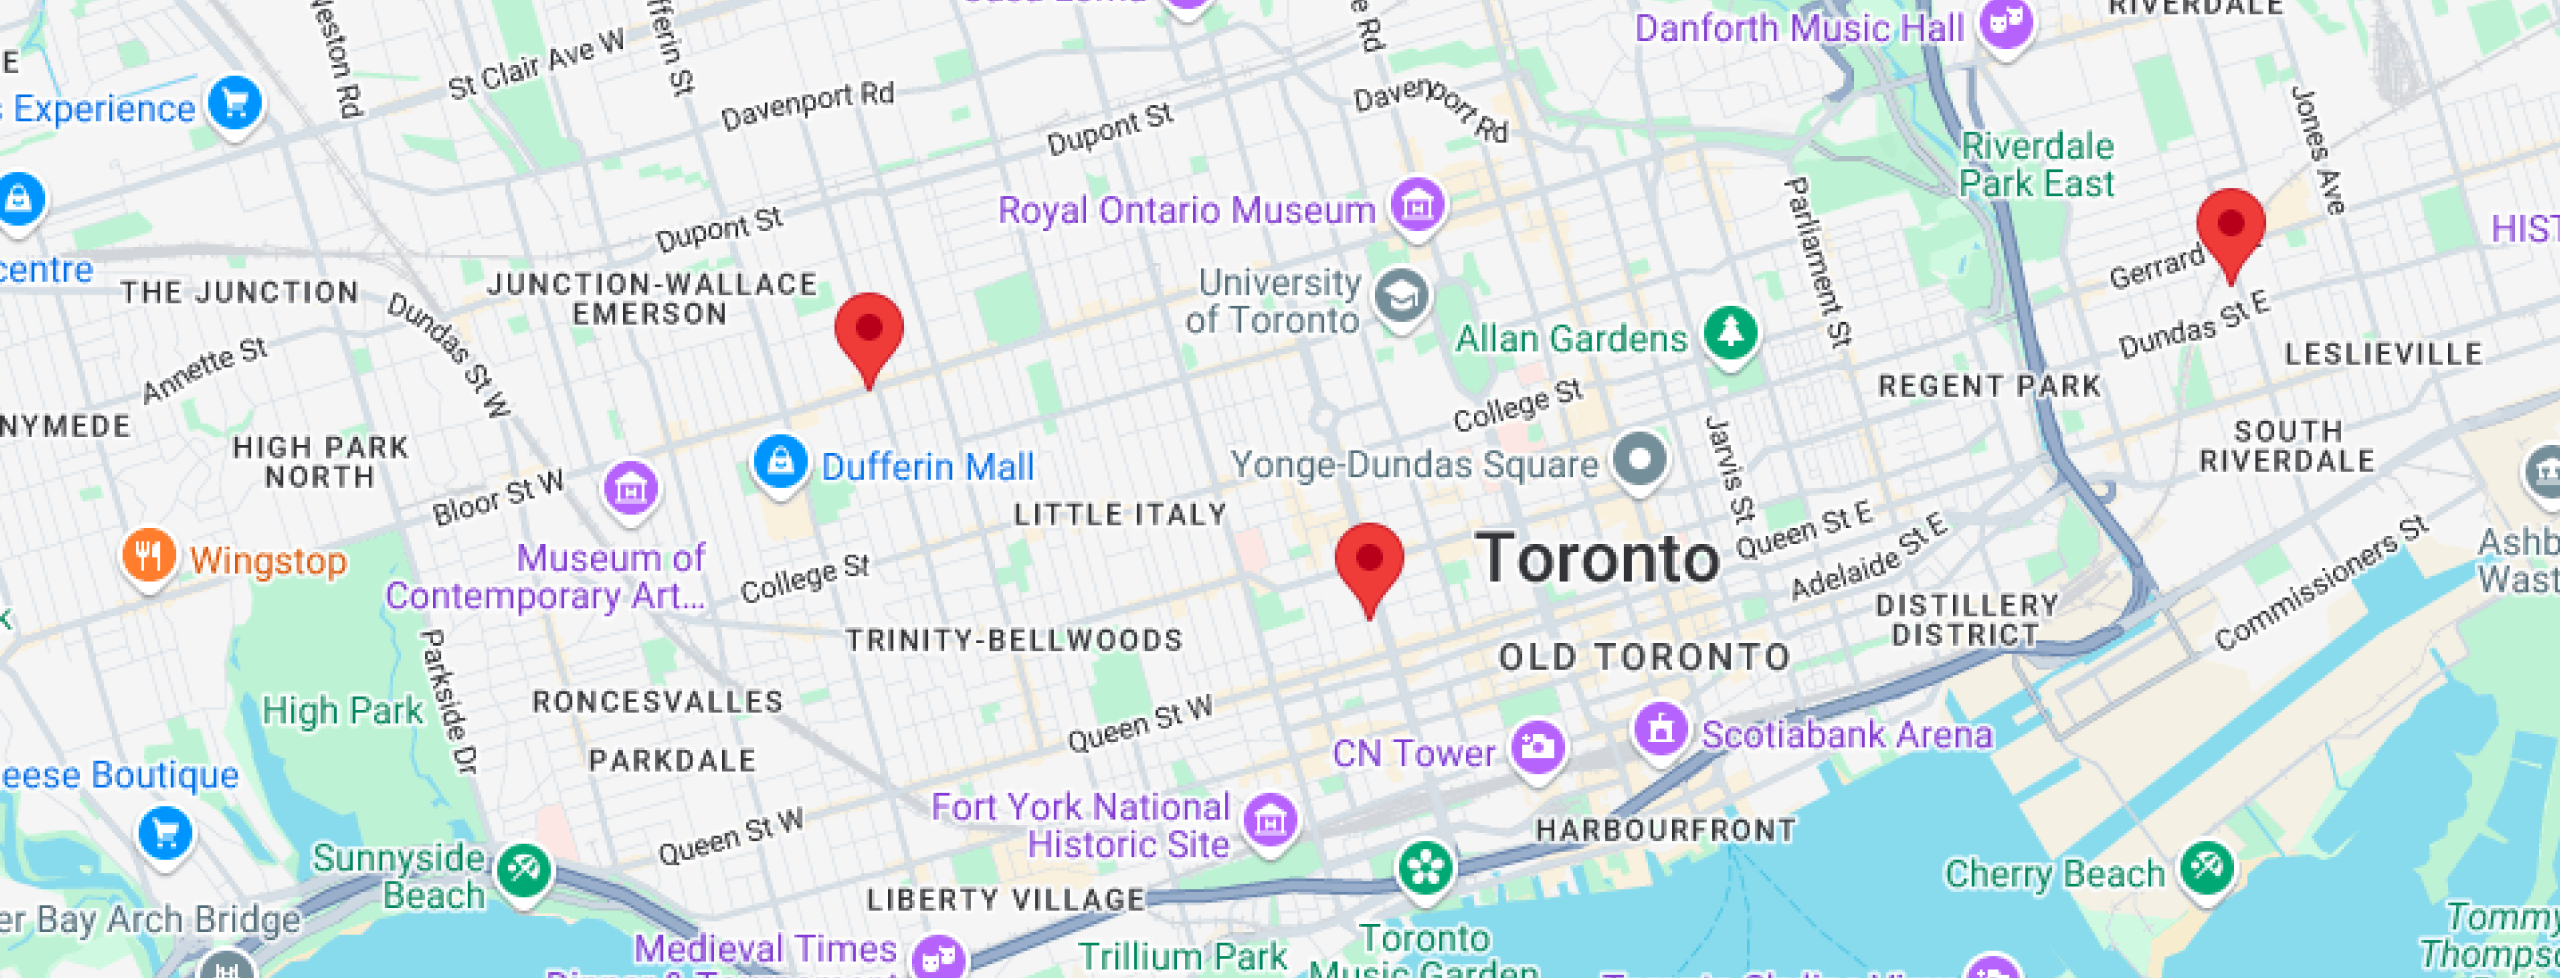 Danforth Music Hall
RIVERDALE
St Clair Ave W
Davenport Rd
Davenport Rd
Dupont St
Jones Ave
Experience
Riverdale
Park East
Parliament St
Royal Ontario Museum
Dupont St
HIST
centre
THE JUNCTION
JUNCTION-WALLACE
EMERSON
University
of Toronto
Gerrard
Dundas St E
Annette St
Dundas St W
Allan Gardens
LESLIEVILLE
REGENT PARK
College St
NYMEDE
HIGH PARK
NORTH
Jarvis St
SOUTH
RIVERDALE
Bloor St W
Dufferin Mall
Yonge-Dundas Square
LITTLE ITALY
Queen St E
Toronto
Adelaide St E
Commissioners St
Ashb
Wast
Wingstop
Museum of
Contemporary Art...
College St
DISTILLERY
DISTRICT
TRINITY-BELLWOODS
OLD TORONTO
Parkside Dr
High Park
RONCESVALLES
Queen St W
PARKDALE
CN Tower
Scotiabank Arena
eese Boutique
Fort York National
Historic Site
Queen St W
HARBOURFRONT
Sunnyside
Beach
Cherry Beach
LIBERTY VILLAGE
er Bay Arch Bridge
Medieval Times
Trillium Park
Toronto
Music Garden
Tommy
Thomps